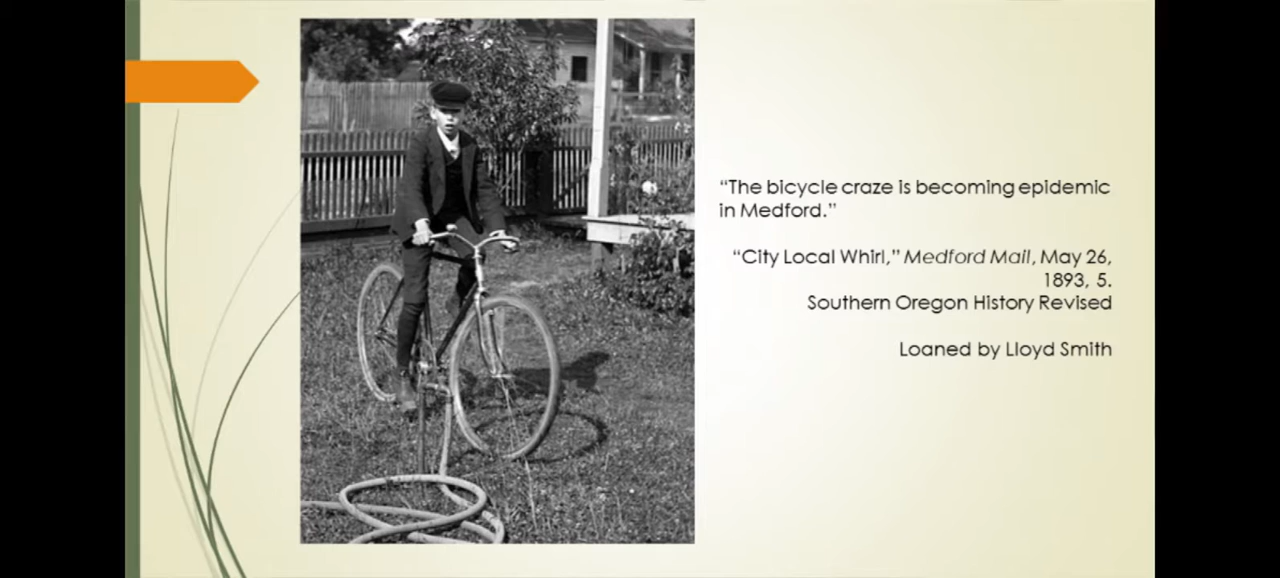 “The bicycle craze is becoming epidemic
in Medford.”
“City Local Whirl,” Medford Mail, May 26,
1893, 5.
Southern Oregon History Revised
Loaned by Lloyd Smith